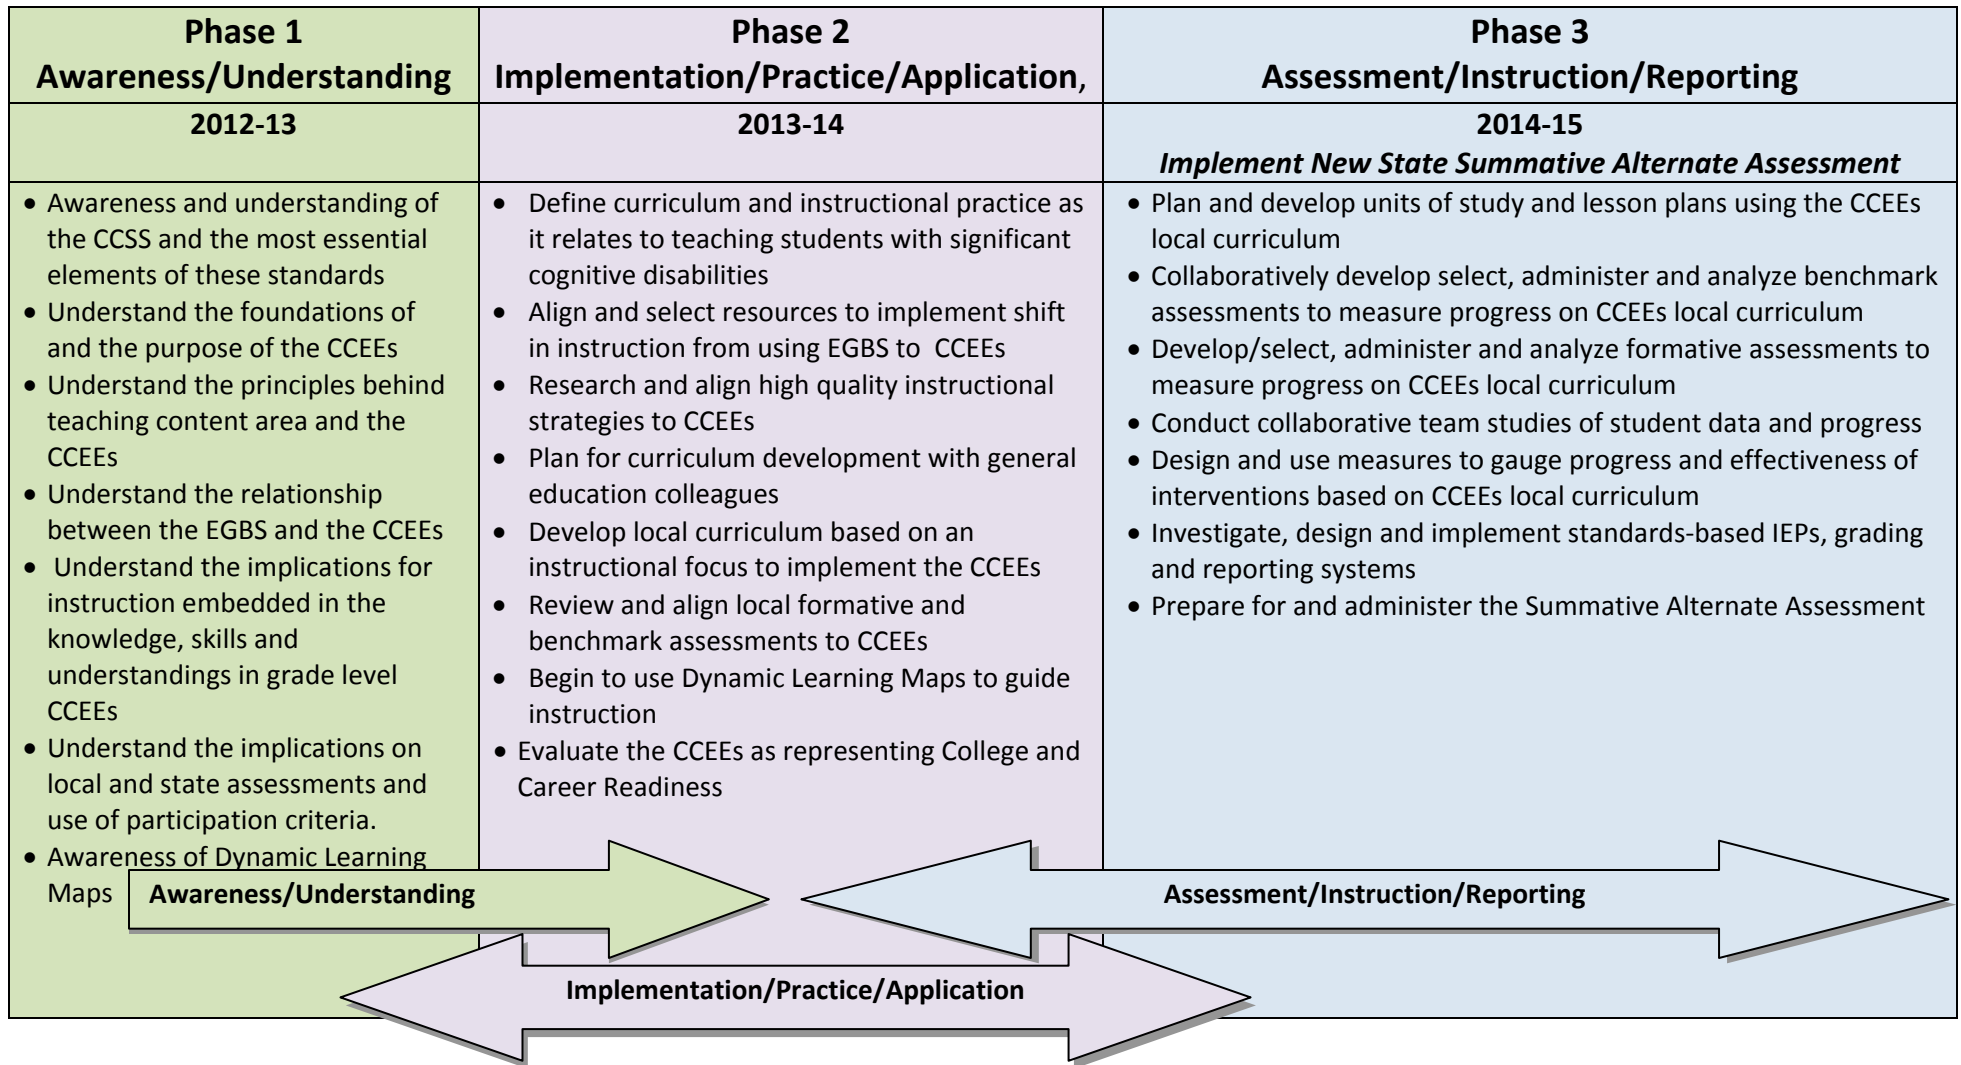 Phase 1
Awareness/Understanding
2012-13
• Awareness and understanding of
the CCSS and the most essential
elements of these standards
• Understand the foundations of
and the purpose of the CCEEs
• Understand the principles behind
teaching content area and the
CCEEs
• Understand the relationship
between the EGBS and the CCEEs
• Understand the implications for
instruction embedded in the
knowledge, skills and
understandings in grade level
CCEEs
• Understand the implications on
local and state assessments and
use of participation criteria.
• Awareness of Dynamic Learning
Maps
Phase 2
Implementation/Practice/Application,
2013-14
• Define curriculum and instructional practice as
it relates to teaching students with significant
cognitive disabilities
• Align and select resources to implement shift
in instruction from using EGBS to CCEEs
• Research and align high quality instructional
strategies to CCEEs
• Plan for curriculum development with general
education colleagues
• Develop local curriculum based on an
instructional focus to implement the CCEEs
• Review and align local formative and
benchmark assessments to CCEEs
• Begin to use Dynamic Learning Maps to guide
instruction
• Evaluate the CCEEs as representing College and
Career Readiness
Phase 3
Assessment/Instruction/Reporting
2014-15
Implement New State Summative Alternate Assessment
• Plan and develop units of study and lesson plans using the CCEEs
local curriculum
• Collaboratively develop select, administer and analyze benchmark
assessments to measure progress on CCEEs local curriculum
• Develop/select, administer and analyze formative assessments to
measure progress on CCEEs local curriculum
• Conduct collaborative team studies of student data and progress
• Design and use measures to gauge progress and effectiveness of
interventions based on CCEEs local curriculum
• Investigate, design and implement standards-based IEPs, grading
and reporting systems
• Prepare for and administer the Summative Alternate Assessment
Awareness/Understanding
Assessment/Instruction/Reporting
Implementation/Practice/Application